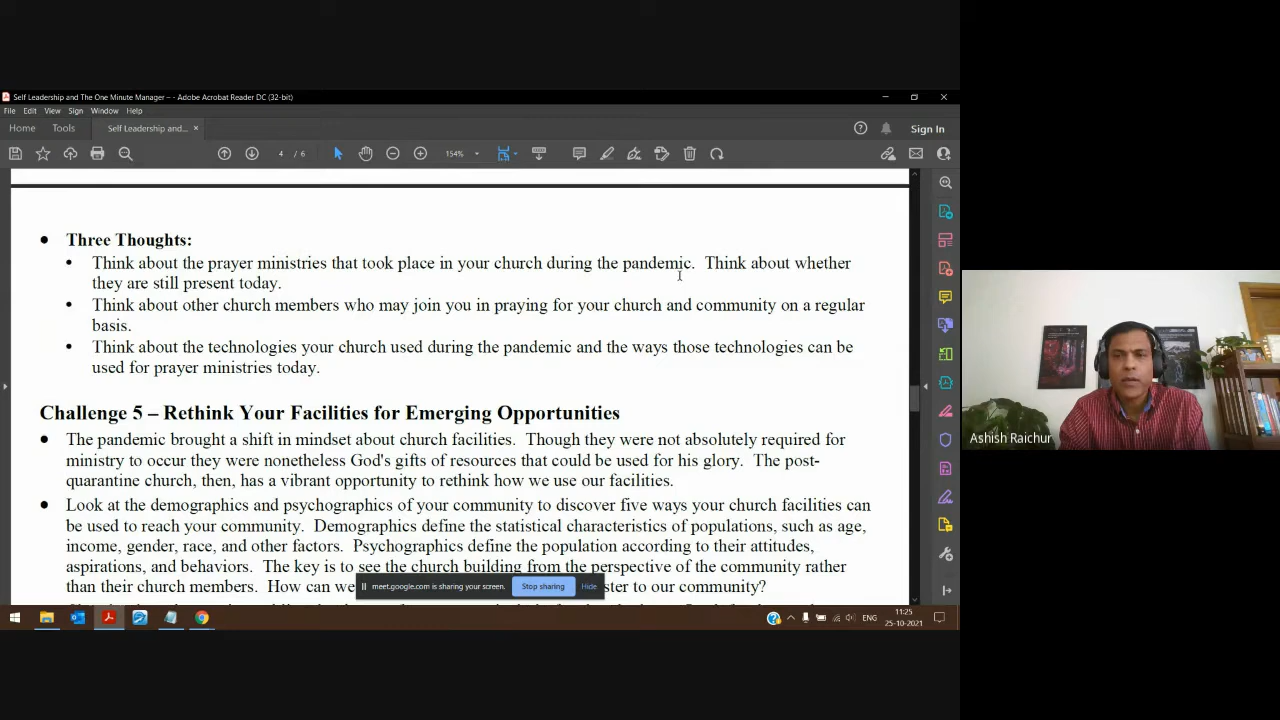 Self Leadership and The One Minute Manager – - Adobe Acrobat Reader DC (32-bit)
File Edit View Sign Window Help
Home Tools Self Leadership and... × Sign In
4 / 6 154%
• Three Thoughts:
• Think about the prayer ministries that took place in your church during the pandemic. Think about whether
they are still present today.
• Think about other church members who may join you in praying for your church and community on a regular
basis.
• Think about the technologies your church used during the pandemic and the ways those technologies can be
used for prayer ministries today.
Challenge 5 – Rethink Your Facilities for Emerging Opportunities
• The pandemic brought a shift in mindset about church facilities. Though they were not absolutely required for
ministry to occur they were nonetheless God's gifts of resources that could be used for his glory. The post-
quarantine church, then, has a vibrant opportunity to rethink how we use our facilities.
• Look at the demographics and psychographics of your community to discover five ways your church facilities can
be used to reach your community. Demographics define the statistical characteristics of populations, such as age,
income, gender, race, and other factors. Psychographics define the population according to their attitudes,
aspirations, and behaviors. The key is to see the church building from the perspective of the community rather
than their church members. How can we ster to our community?
meet.google.com is sharing your screen. Stop sharing Hide
ENG 11:25
25-10-2021
Ashish Raichur